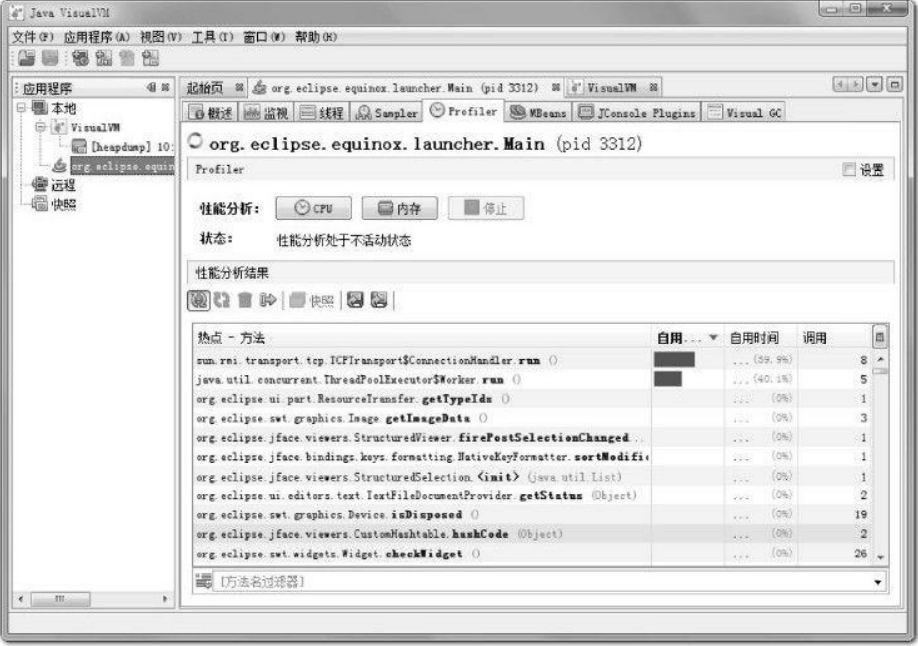 Java VisualVM
文件(F) 应用程序(A) 视图(V) 工具(T) 窗口(W) 帮助(H)
应用程序
起始页 org.eclipse.equinox.launcher.Main (pid 3312) VisualVM
本地
VisualVM
[heapdump] 10:
org.eclipse.equin
远程
快照
概述 监视 线程 Sampler Profiler MBeans JConsole Plugins Visual GC
org.eclipse.equinox.launcher.Main (pid 3312)
Profiler 设置
性能分析: CPU 内存 停止
状态: 性能分析处于不活动状态
性能分析结果
快照
热点 - 方法 自用... 自用时间 调用
sun.rmi.transport.tcp.TCPTransport$ConnectionHandler.run () ... (59.9%) 8
java.util.concurrent.ThreadPoolExecutor$Worker.run () ... (40.1%) 5
org.eclipse.ui.part.ResourceTransfer.getTypeIds () ... (0%) 1
org.eclipse.swt.graphics.Image.getImageData () ... (0%) 3
org.eclipse.jface.viewers.StructuredViewer.firePostSelectionChanged... ... (0%) 1
org.eclipse.jface.bindings.keys.formatting.NativeKeyFormatter.sortModifie ... (0%) 1
org.eclipse.jface.viewers.StructuredSelection.<init> (java.util.List) ... (0%) 1
org.eclipse.ui.editors.text.TextFileDocumentProvider.getStatus (Object) ... (0%) 2
org.eclipse.swt.graphics.Device.isDisposed () ... (0%) 19
org.eclipse.jface.viewers.CustomHashtable.hashCode (Object) ... (0%) 2
org.eclipse.swt.widgets.Widget.checkWidget () ... (0%) 26
[方法名过滤器]